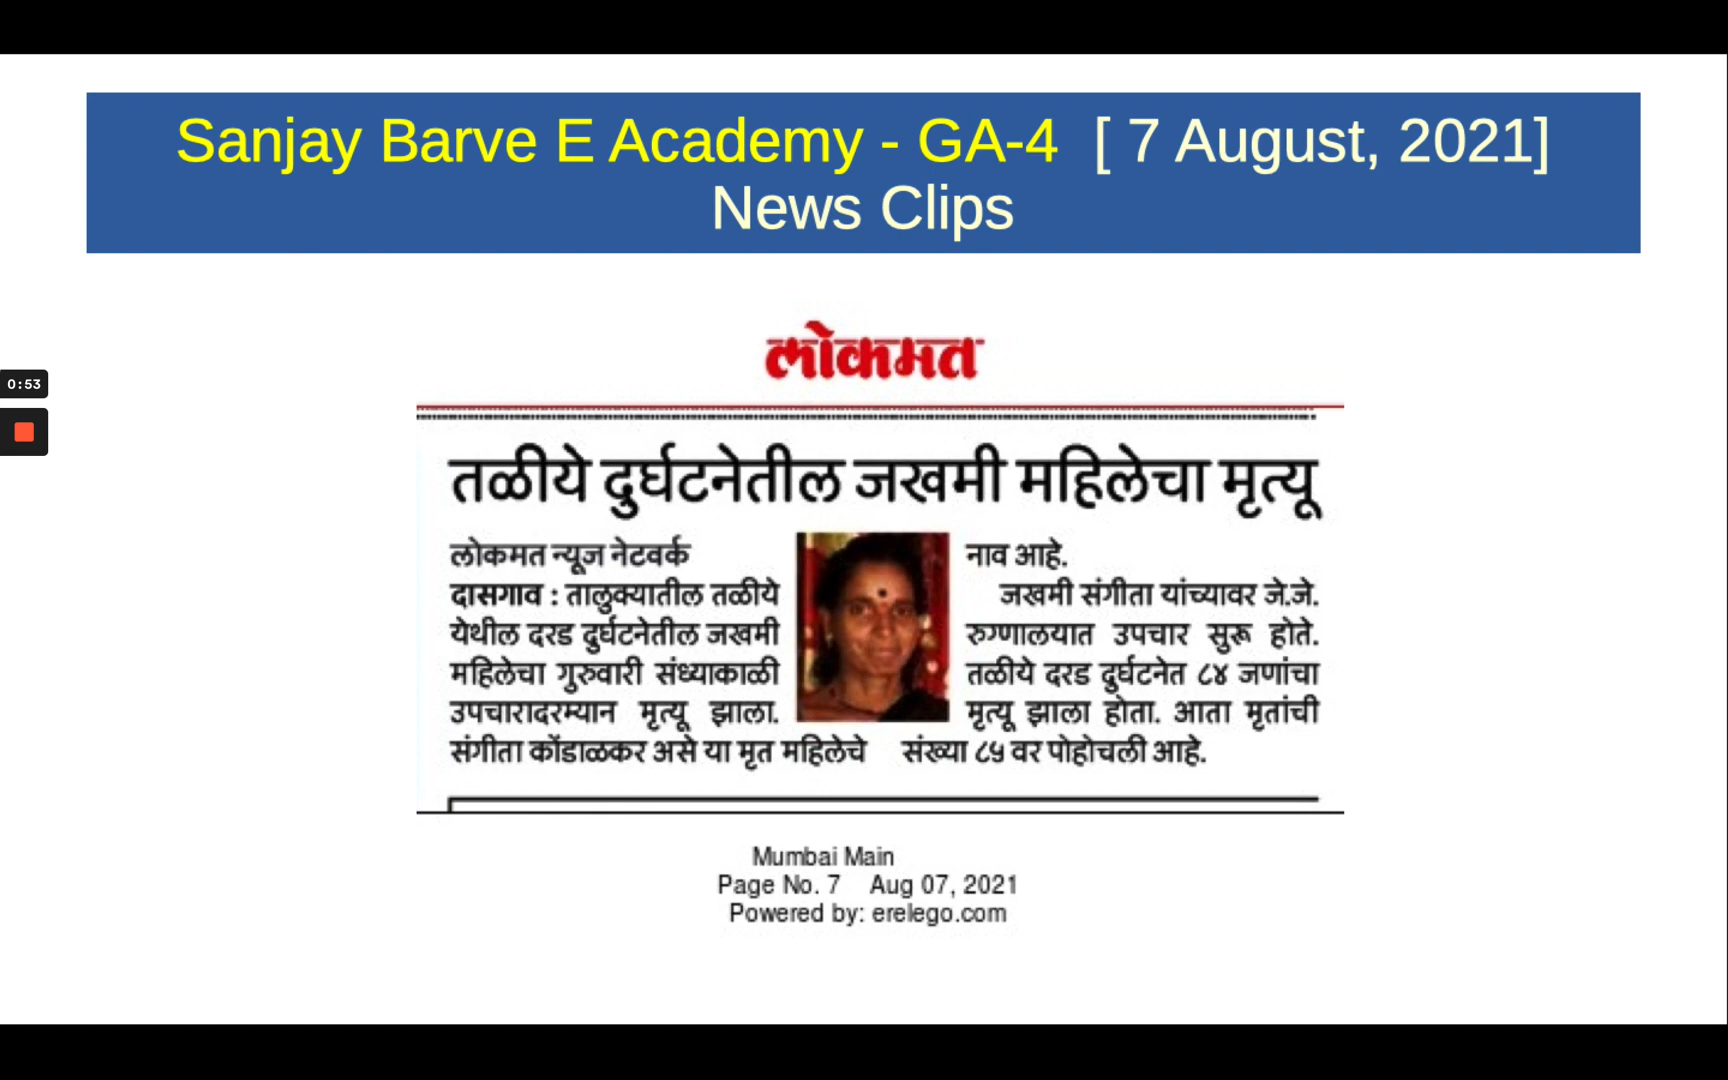 Sanjay Barve E Academy - GA-4 [ 7 August, 2021]
News Clips
0:53
लोकमत
तळीये दुर्घटनेतील जखमी महिलेचा मृत्यू
लोकमत न्यूज नेटवर्क
दासगाव : तालुक्यातील तळीये
येथील दरड दुर्घटनेतील जखमी
महिलेचा गुरुवारी संध्याकाळी
उपचारादरम्यान मृत्यू झाला.
संगीता कोंडाळकर असे या मृत महिलेचे
नाव आहे.
जखमी संगीता यांच्यावर जे.जे.
रुग्णालयात उपचार सुरू होते.
तळीये दरड दुर्घटनेत ८४ जणांचा
मृत्यू झाला होता. आता मृतांची
संख्या ८५ वर पोहोचली आहे.
Mumbai Main
Page No. 7 Aug 07, 2021
Powered by: erelego.com